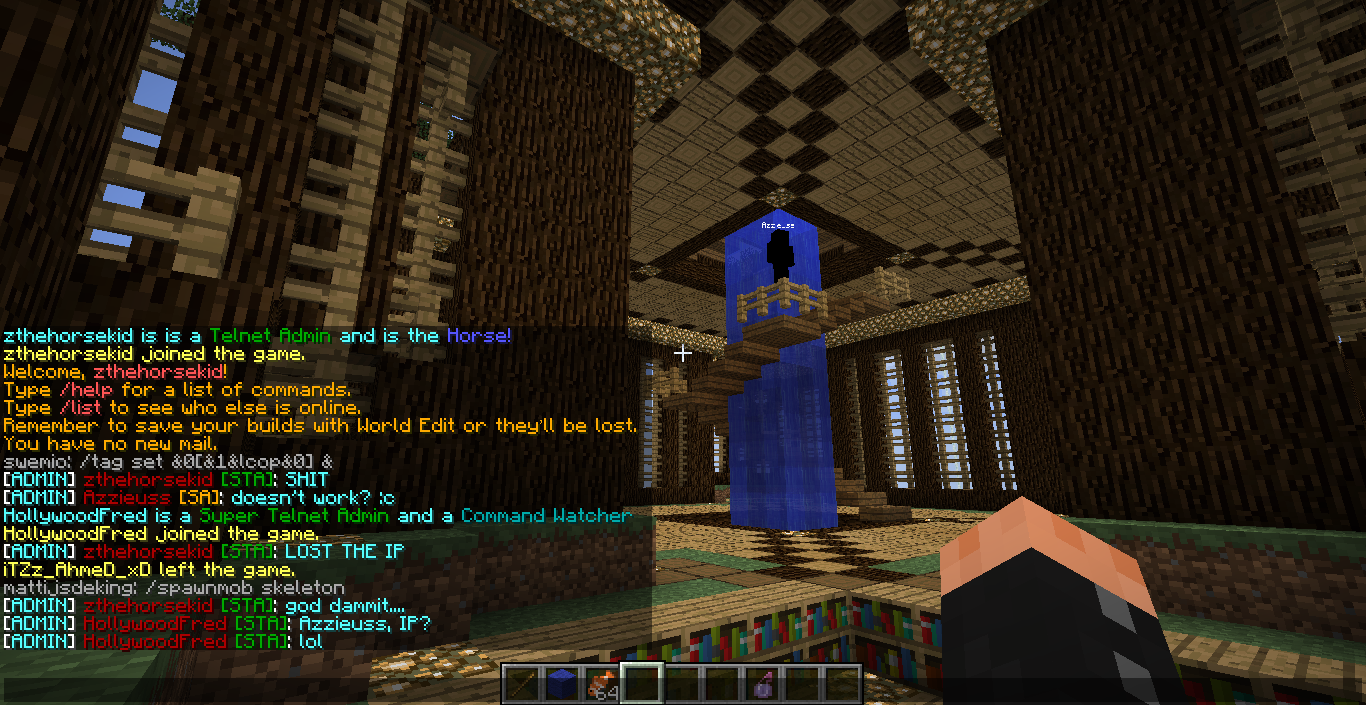 Azzieuss
zthehorsekid is is a Telnet Admin and is the Horse!
zthehorsekid joined the game.
Welcome, zthehorsekid!
Type /help for a list of commands.
Type /list to see who else is online.
Remember to save your builds with World Edit or they'll be lost.
You have no new mail.
swemio: /tag set &0[&1&lcop&0] &
[ADMIN] zthehorsekid [STA]: SHIT
[ADMIN] Azzieuss [SA]: doesn't work? :c
HollywoodFred is a Super Telnet Admin and a Command Watcher
HollywoodFred joined the game.
[ADMIN] zthehorsekid [STA]: LOST THE IP
iTZz_AhmeD_xD left the game.
mattijsdeking: /spawnmob skeleton
[ADMIN] zthehorsekid [STA]: god dammit....
[ADMIN] HollywoodFred [STA]: Azzieuss, IP?
[ADMIN] HollywoodFred [STA]: lol
64